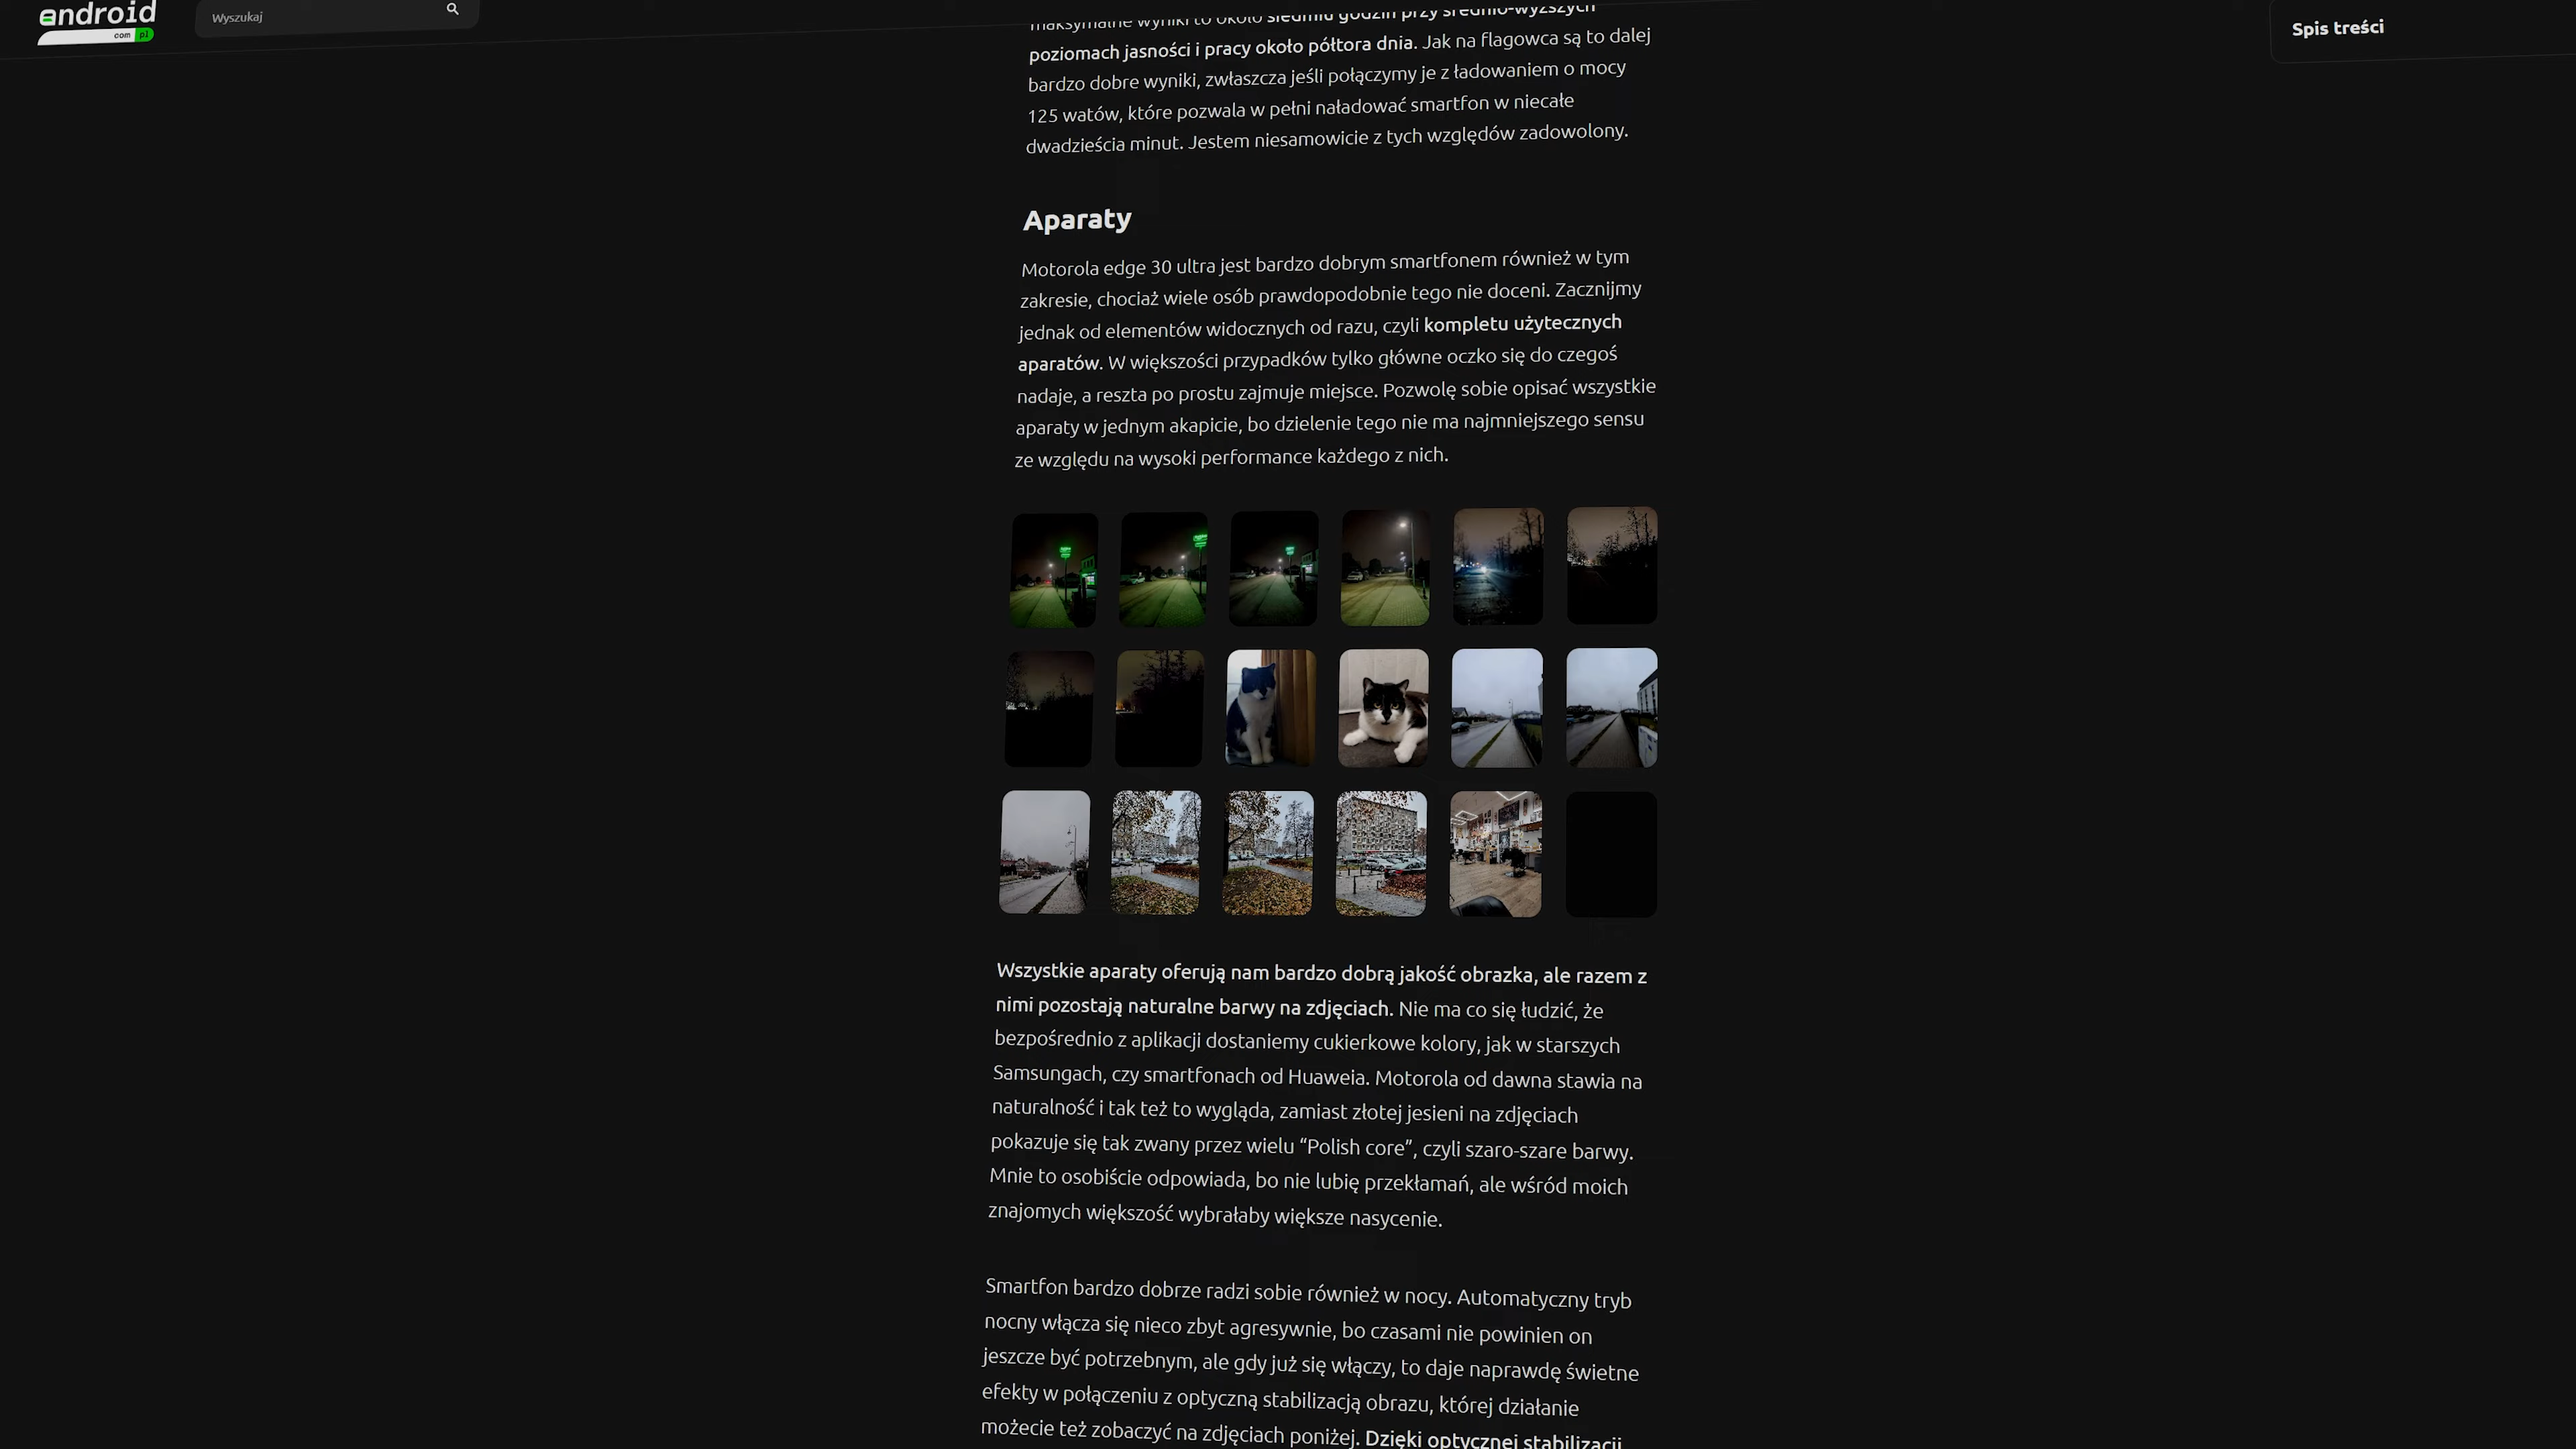 android
com pl
Wyszukaj
Spis treści
maksymalne wyniki to około siedmiu godzin przy średnio-wyższych
poziomach jasności i pracy około półtora dnia. Jak na flagowca są to dalej
bardzo dobre wyniki, zwłaszcza jeśli połączymy je z ładowaniem o mocy
125 watów, które pozwala w pełni naładować smartfon w niecałe
dwadzieścia minut. Jestem niesamowicie z tych względów zadowolony.
Aparaty
Motorola edge 30 ultra jest bardzo dobrym smartfonem również w tym
zakresie, chociaż wiele osób prawdopodobnie tego nie doceni. Zacznijmy
jednak od elementów widocznych od razu, czyli kompletu użytecznych
aparatów. W większości przypadków tylko główne oczko się do czegoś
nadaje, a reszta po prostu zajmuje miejsce. Pozwolę sobie opisać wszystkie
aparaty w jednym akapicie, bo dzielenie tego nie ma najmniejszego sensu
ze względu na wysoki performance każdego z nich.
Wszystkie aparaty oferują nam bardzo dobrą jakość obrazka, ale razem z
nimi pozostają naturalne barwy na zdjęciach. Nie ma co się łudzić, że
bezpośrednio z aplikacji dostaniemy cukierkowe kolory, jak w starszych
Samsungach, czy smartfonach od Huaweia. Motorola od dawna stawia na
naturalność i tak też to wygląda, zamiast złotej jesieni na zdjęciach
pokazuje się tak zwany przez wielu “Polish core”, czyli szaro-szare barwy.
Mnie to osobiście odpowiada, bo nie lubię przekłamań, ale wśród moich
znajomych większość wybrałaby większe nasycenie.
Smartfon bardzo dobrze radzi sobie również w nocy. Automatyczny tryb
nocny włącza się nieco zbyt agresywnie, bo czasami nie powinien on
jeszcze być potrzebnym, ale gdy już się włączy, to daje naprawdę świetne
efekty w połączeniu z optyczną stabilizacją obrazu, której działanie
możecie też zobaczyć na zdjęciach poniżej. Dzięki optycznej stabilizacji